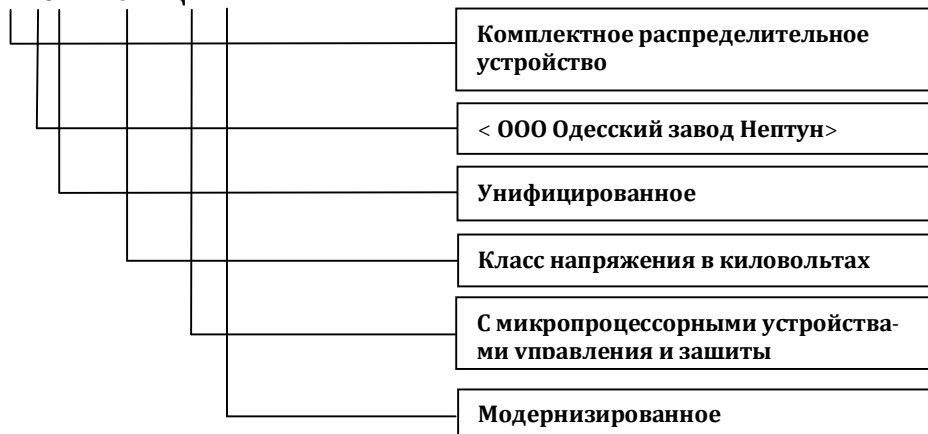 Комплектное распределительное
устройство
< ООО Одесский завод Нептун>
Унифицированное
Класс напряжения в киловольтах
С микропроцессорными устройства-
ми управления и защиты
Модернизированное